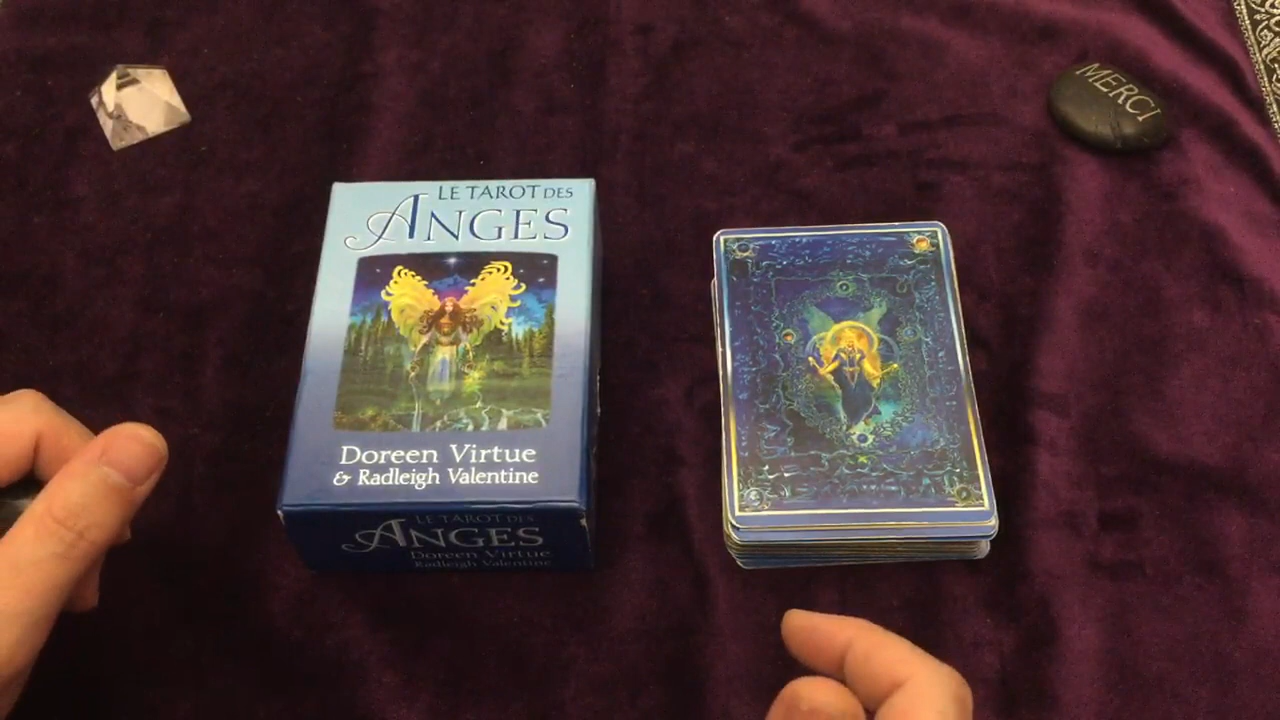 MERCI
LE TAROT DES
ANGES
Doreen Virtue
& Radleigh Valentine
LE TAROT DES
ANGES
Doreen Virtue
Radleigh Valentine